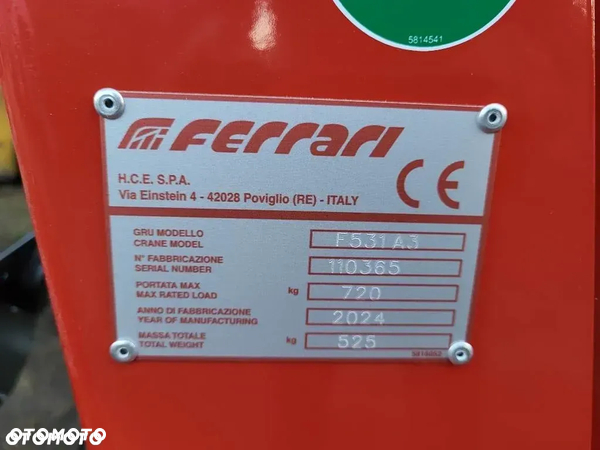 5814541
FERRARI
CE
H.C.E. S.P.A.
Via Einstein 4 - 42028 Poviglio (RE) - ITALY
GRU MODELLO
CRANE MODEL
F531A3
N° FABBRICAZIONE
SERIAL NUMBER
110365
PORTATA MAX
MAX RATED LOAD
kg 720
ANNO DI FABBRICAZIONE
YEAR OF MANUFACTURING
2024
MASSA TOTALE
TOTAL WEIGHT
kg 525
OTOMOTO
OTOMOTO